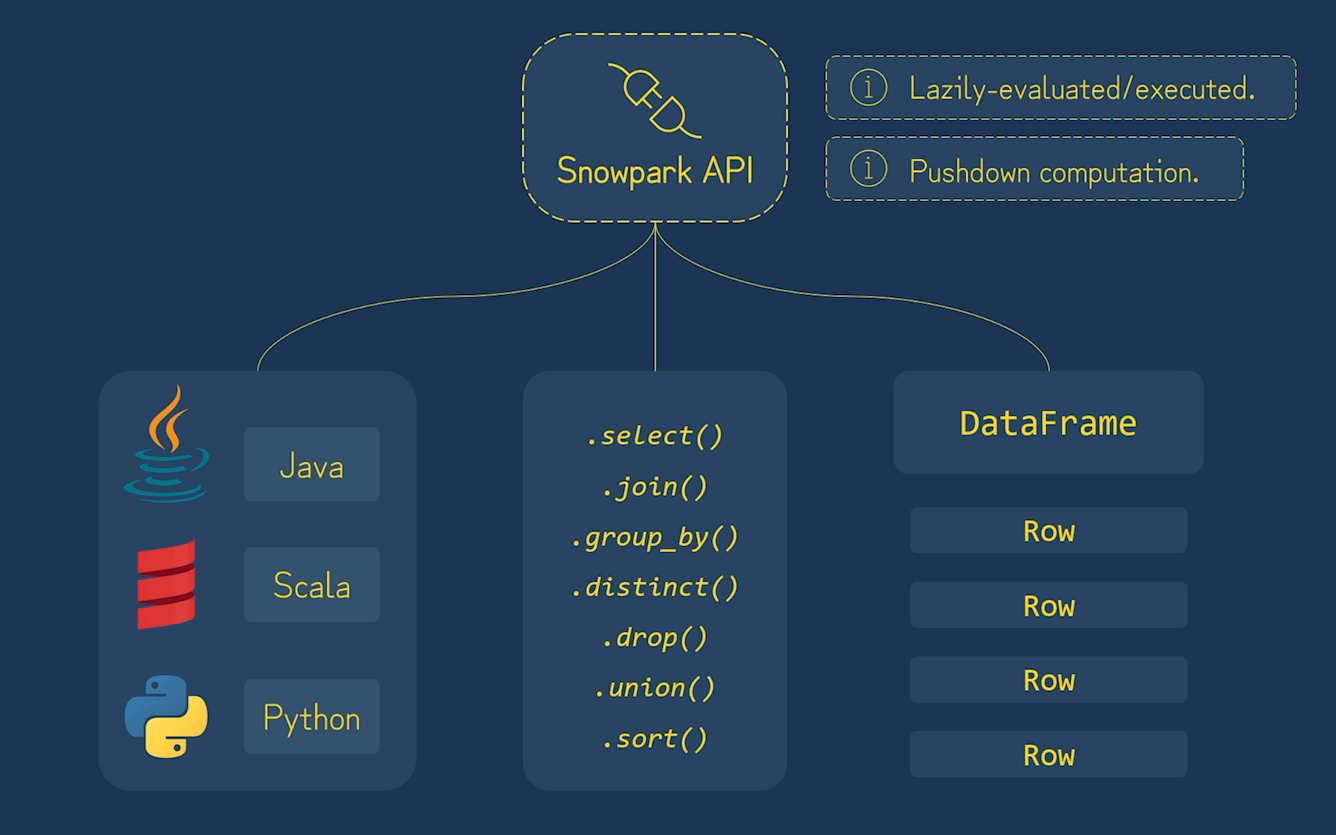 Snowpark API
Lazily-evaluated/executed.
Pushdown computation.
Java
Scala
Python
.select()
.join()
.group_by()
.distinct()
.drop()
.union()
.sort()
DataFrame
Row
Row
Row
Row